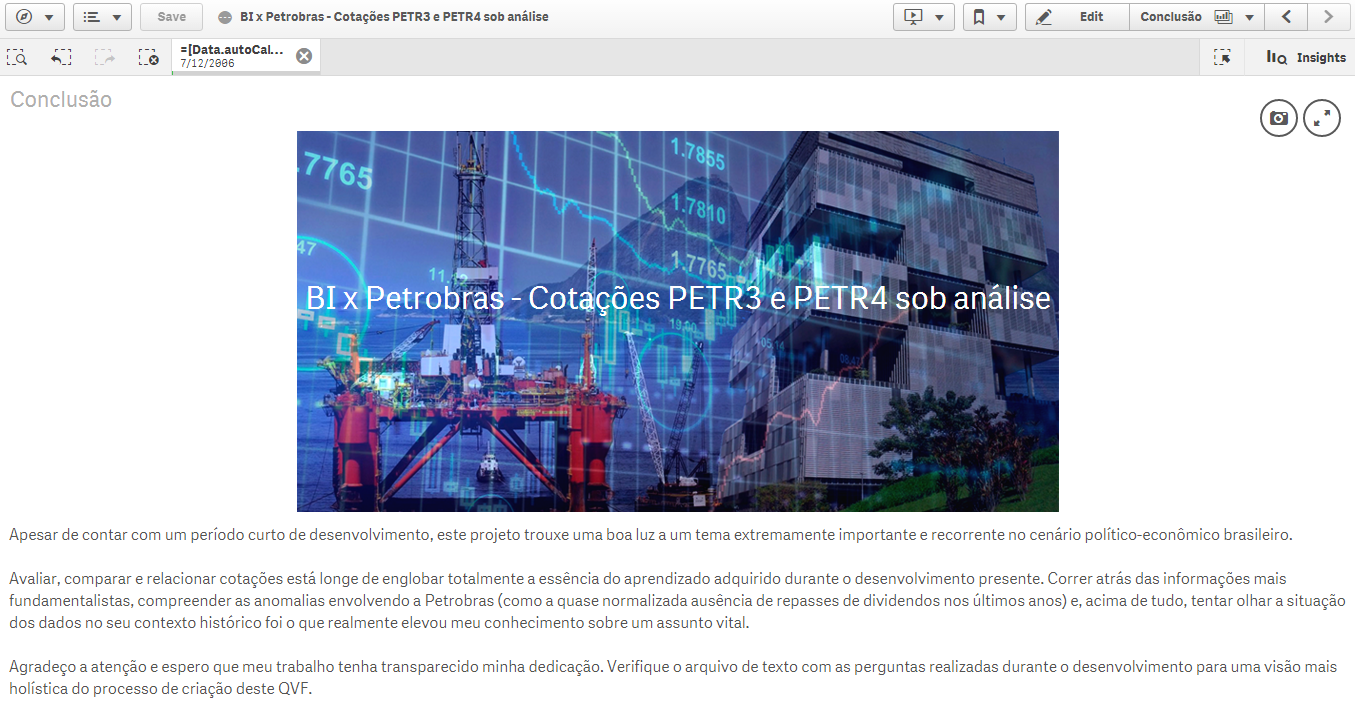 Save
BI x Petrobras - Cotações PETR3 e PETR4 sob análise
Edit
Conclusão
=[Data.autoCal...
7/12/2006
Insights
Conclusão
.7765
1.7855
1.7810
1.7765
47
BI x Petrobras - Cotações PETR3 e PETR4 sob análise
19.00
05.14
08.47
Apesar de contar com um período curto de desenvolvimento, este projeto trouxe uma boa luz a um tema extremamente importante e recorrente no cenário político-econômico brasileiro.
Avaliar, comparar e relacionar cotações está longe de englobar totalmente a essência do aprendizado adquirido durante o desenvolvimento presente. Correr atrás das informações mais
fundamentalistas, compreender as anomalias envolvendo a Petrobras (como a quase normalizada ausência de repasses de dividendos nos últimos anos) e, acima de tudo, tentar olhar a situação
dos dados no seu contexto histórico foi o que realmente elevou meu conhecimento sobre um assunto vital.
Agradeço a atenção e espero que meu trabalho tenha transparecido minha dedicação. Verifique o arquivo de texto com as perguntas realizadas durante o desenvolvimento para uma visão mais
holística do processo de criação deste QVF.